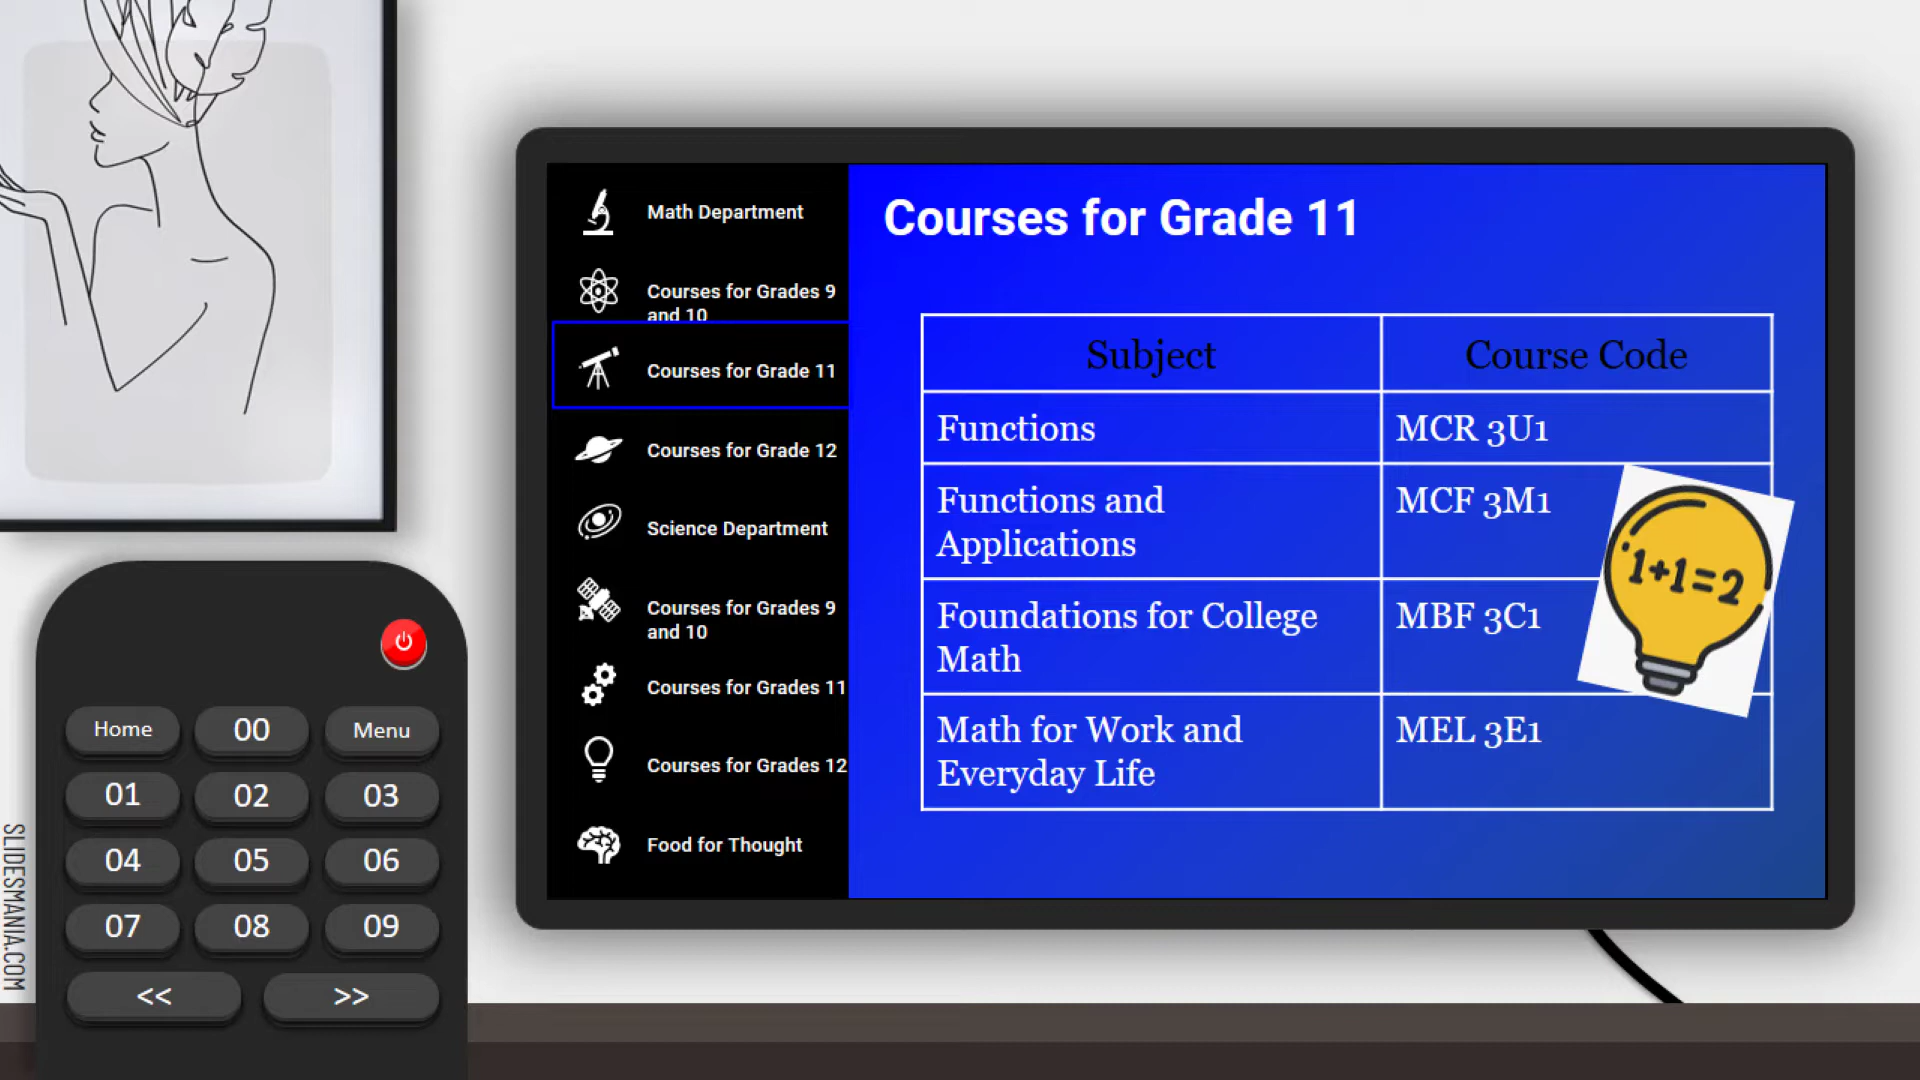 Math Department
Courses for Grades 9
and 10
Courses for Grade 11
Courses for Grade 12
Science Department
Courses for Grades 9
and 10
Courses for Grades 11
Courses for Grades 12
Food for Thought
Courses for Grade 11
Subject Course Code
Functions MCR 3U1
Functions and MCF 3M1
Applications
Foundations for College MBF 3C1
Math
Math for Work and MEL 3E1
Everyday Life
1+1=2
Home 00 Menu
01 02 03
04 05 06
07 08 09
<< >>
SLIDESMANIA.COM